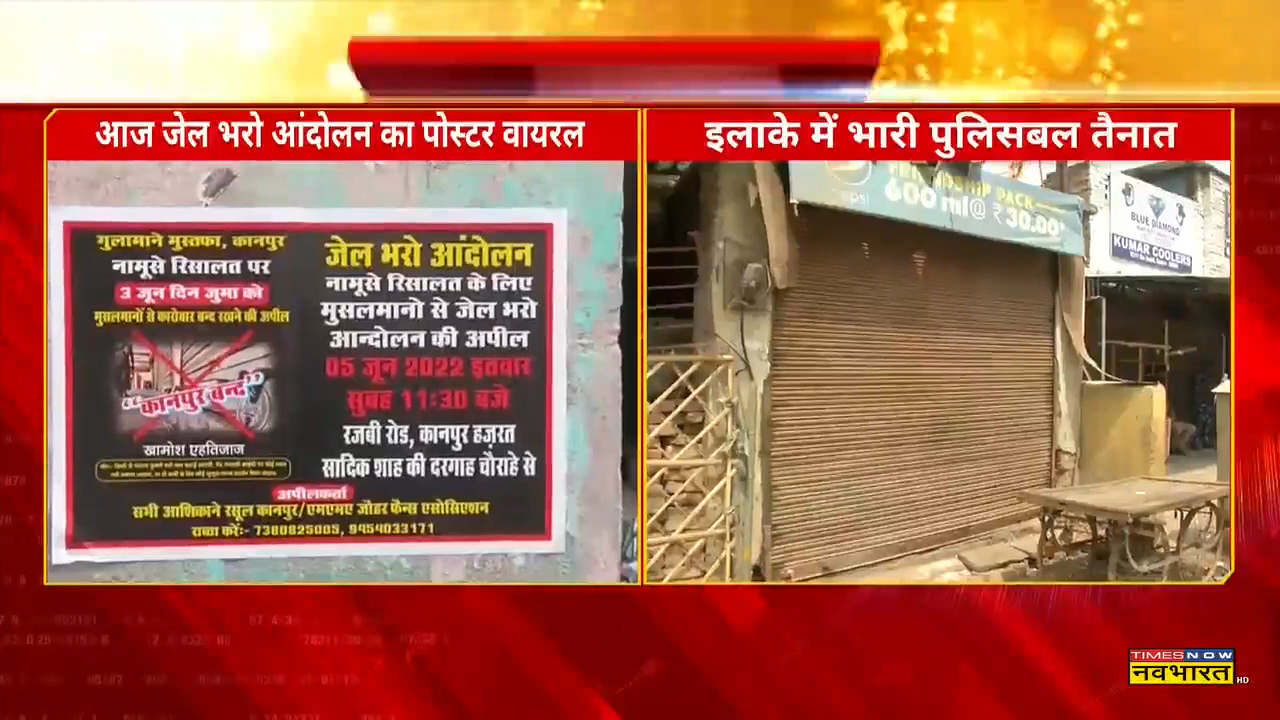 आज जेल भरो आंदोलन का पोस्टर वायरल
इलाके में भारी पुलिसबल तैनात
गुलामाने मुस्तफा, कानपुर
नामूसे रिसालत पर
3 जून दिन जुमा को
मुसलमानों से कारोबार बन्द रखने की अपील
“कानपुर बन्द”
खामोश एहतिजाज
जेल भरो आंदोलन
नामूसे रिसालत के लिए
मुसलमानों से जेल भरो
आन्दोलन की अपील
05 जून 2022 इतवार
सुबह 11:30 बजे
रजबी रोड, कानपुर हज़रत
सादिक शाह की दरगाह चौराहे से
अपीलकर्ता
सभी आशिकाने रसूल कानपुर/एमएमए जौहर फैन्स एसोसिएशन
राब्ता करें:- 7380825005, 9454033171
FRIENDSHIP PACK
600 ml@ ₹ 30.00*
BLUE DIAMOND
KUMAR COOLERS
TIMES NOW
नवभारत
HD